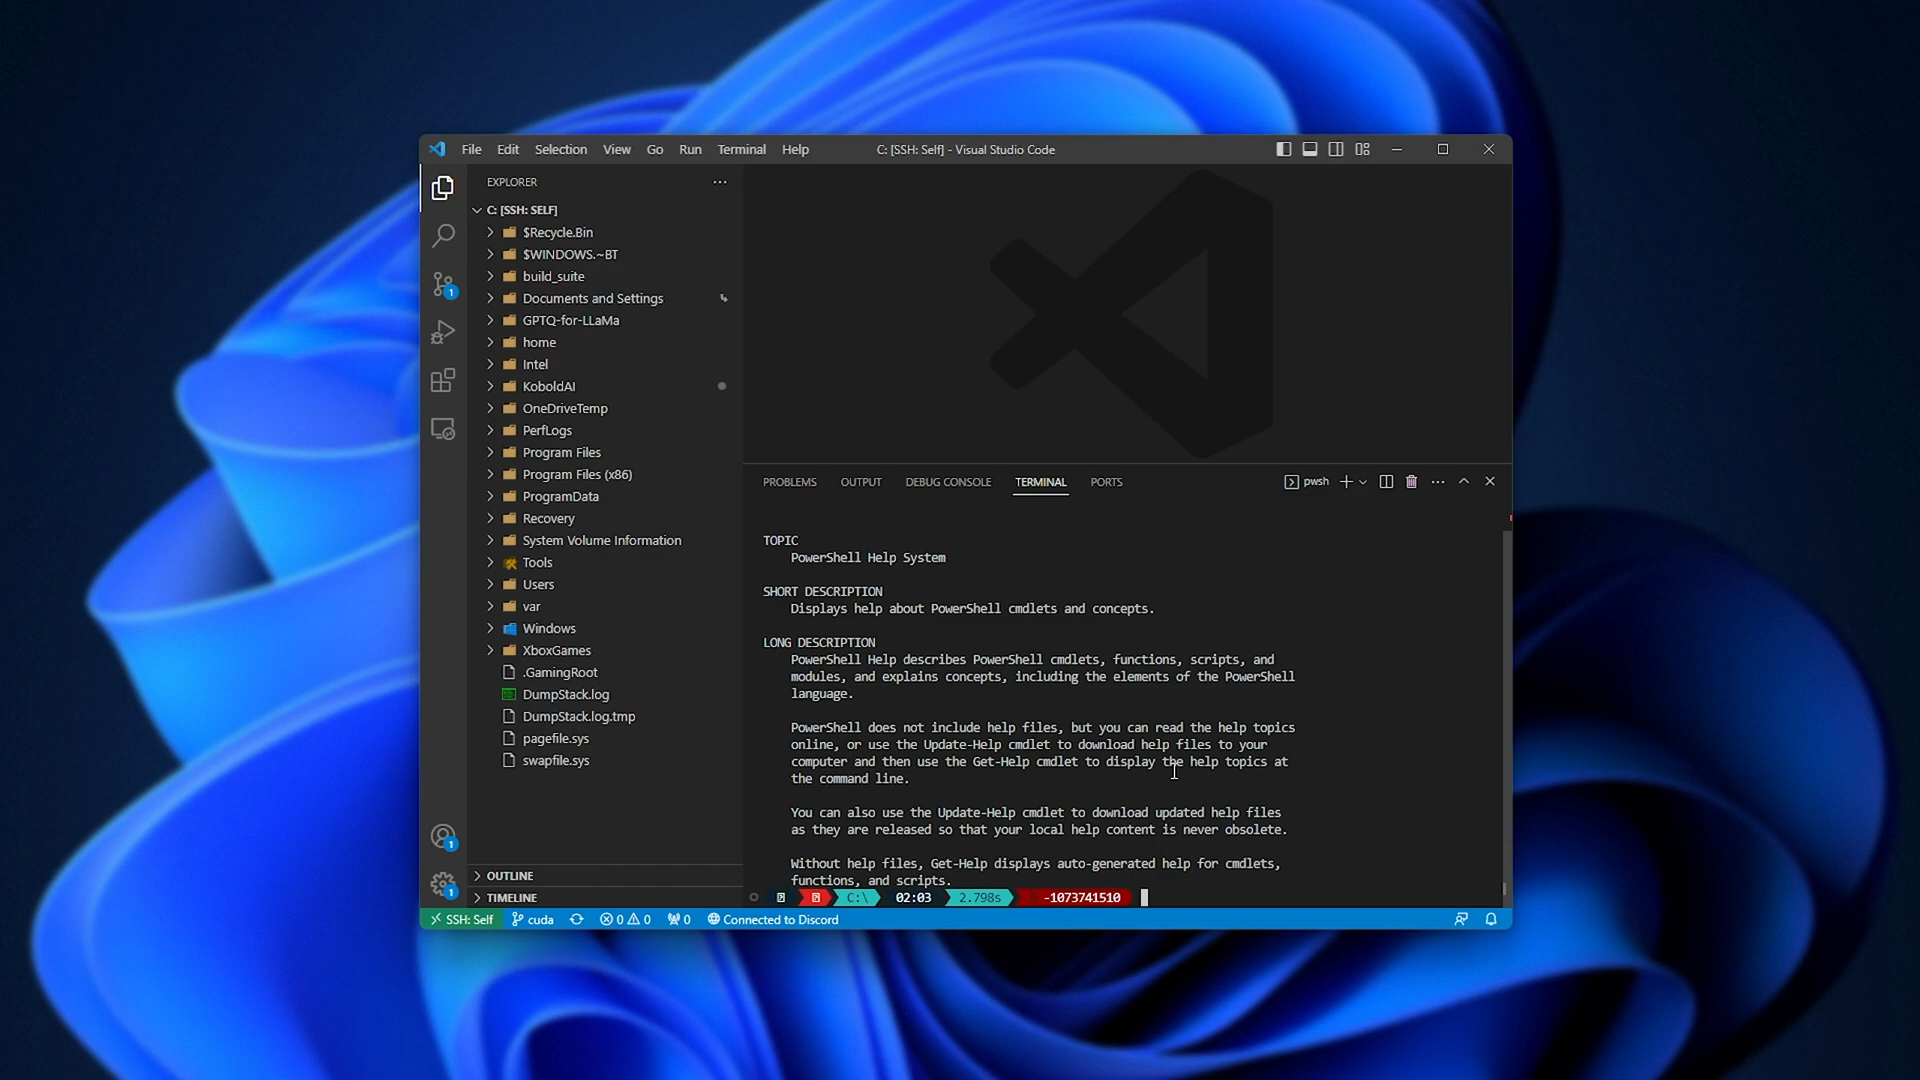 File Edit Selection View Go Run Terminal Help C: [SSH: Self] - Visual Studio Code
EXPLORER
C: [SSH: SELF]
$Recycle.Bin
$WINDOWS.~BT
build_suite
Documents and Settings
GPTQ-for-LLaMa
home
Intel
KoboldAI
OneDriveTemp
PerfLogs
Program Files
Program Files (x86)
ProgramData
Recovery
System Volume Information
Tools
Users
var
Windows
XboxGames
.GamingRoot
DumpStack.log
DumpStack.log.tmp
pagefile.sys
swapfile.sys
OUTLINE
TIMELINE
1
1
1
PROBLEMS OUTPUT DEBUG CONSOLE TERMINAL PORTS pwsh
TOPIC
PowerShell Help System
SHORT DESCRIPTION
Displays help about PowerShell cmdlets and concepts.
LONG DESCRIPTION
PowerShell Help describes PowerShell cmdlets, functions, scripts, and
modules, and explains concepts, including the elements of the PowerShell
language.
PowerShell does not include help files, but you can read the help topics
online, or use the Update-Help cmdlet to download help files to your
computer and then use the Get-Help cmdlet to display the help topics at
the command line.
You can also use the Update-Help cmdlet to download updated help files
as they are released so that your local help content is never obsolete.
Without help files, Get-Help displays auto-generated help for cmdlets,
functions, and scripts.
C:\ 02:03 2.798s -1073741510
SSH: Self cuda 0 0 0 Connected to Discord